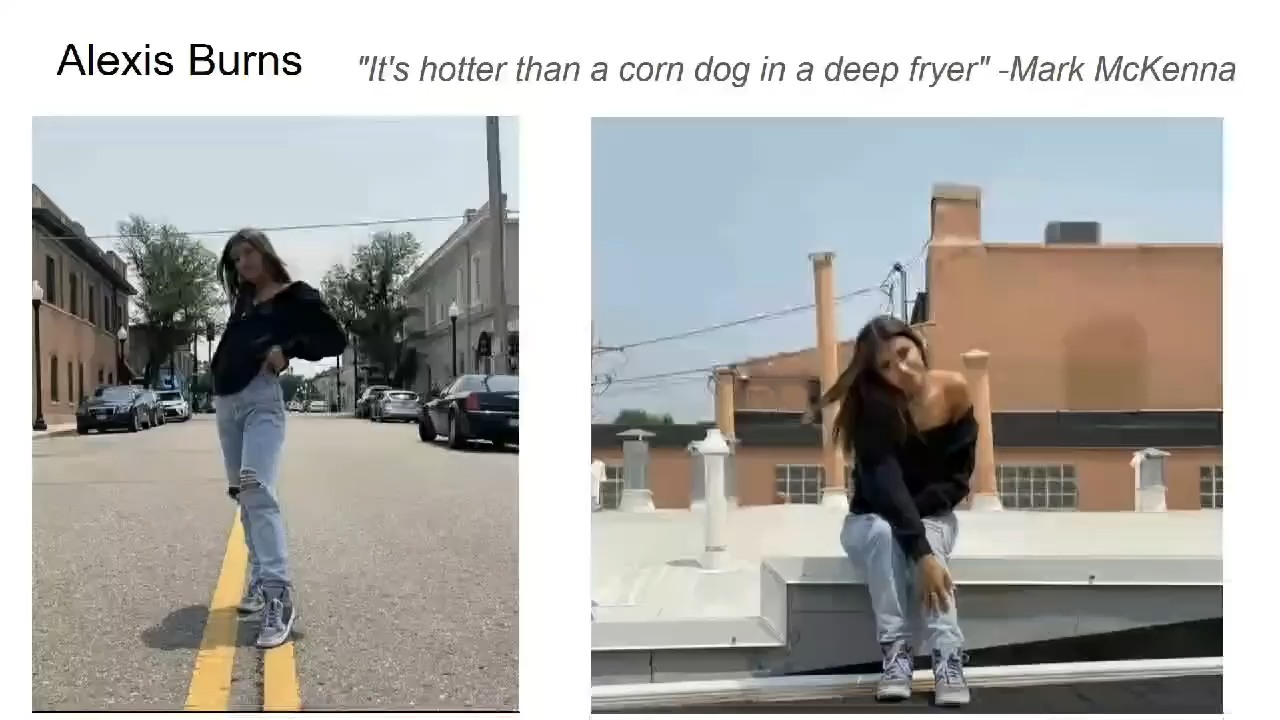 Alexis Burns
"It's hotter than a corn dog in a deep fryer" -Mark McKenna